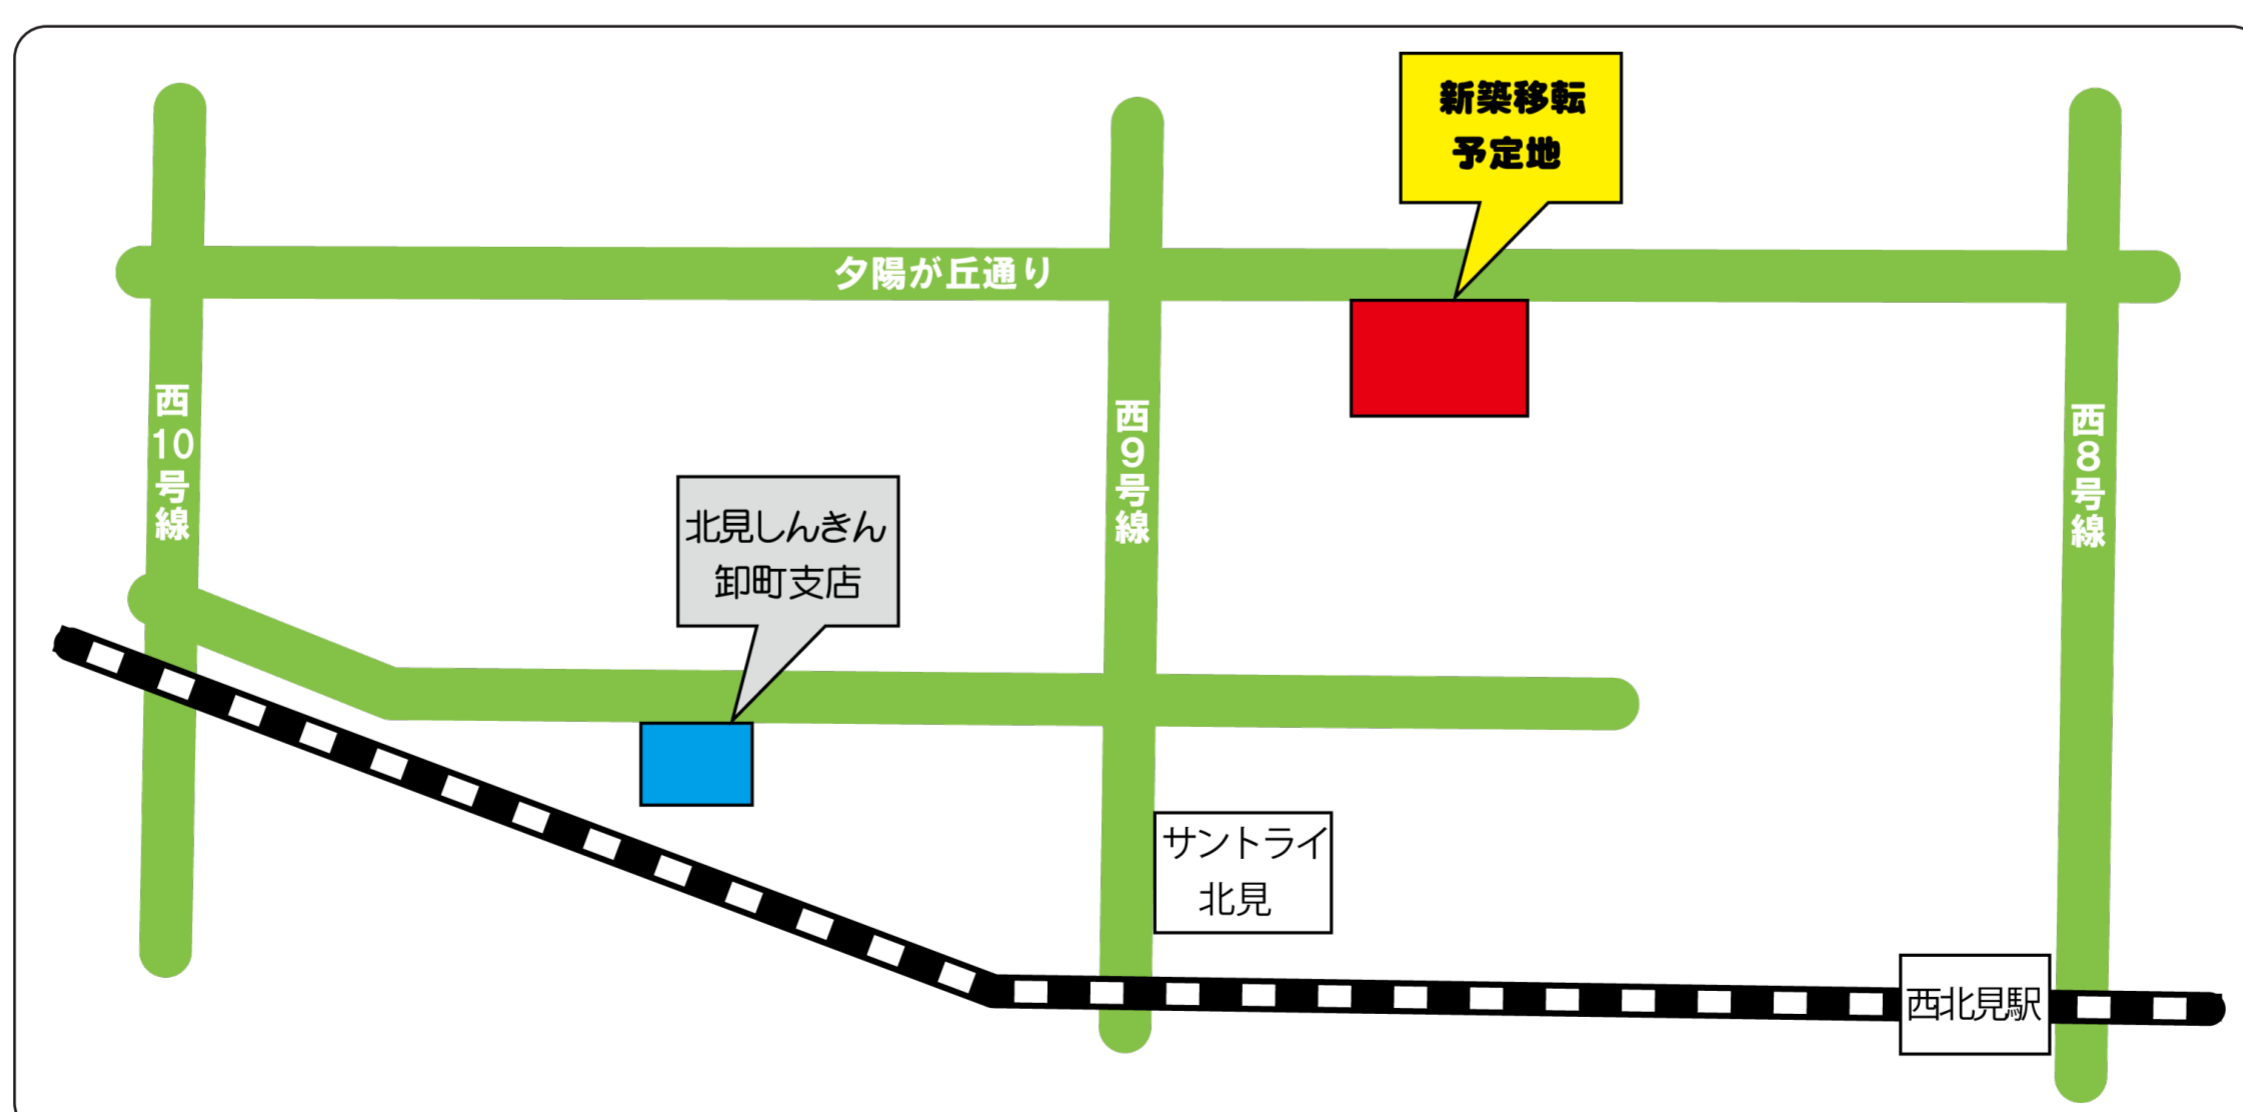 新築移転
予定地
夕陽が丘通り
西10号線
西9号線
西8号線
北見しんきん
卸町支店
サントライ
北見
西北見駅